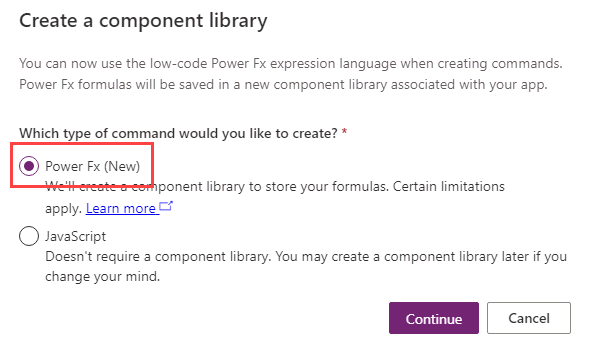 Create a component library
You can now use the low-code Power Fx expression language when creating commands.
Power Fx formulas will be saved in a new component library associated with your app.
Which type of command would you like to create? *
Power Fx (New)
We'll create a component library to store your formulas. Certain limitations
apply. Learn more
JavaScript
Doesn't require a component library. You may create a component library later if you
change your mind.
Continue Cancel